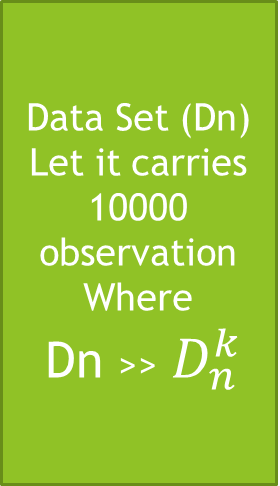 Data Set (Dn)
Let it carries
10000
observation
Where
Dn >> $D_n^k$